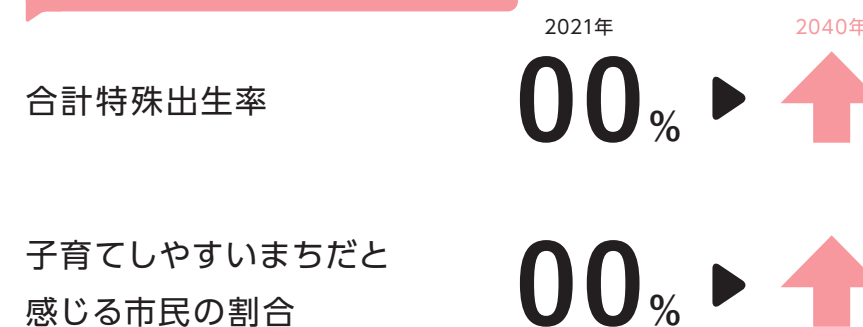 2021年 2040年
合計特殊出生率 00%
子育てしやすいまちだと
感じる市民の割合 00%